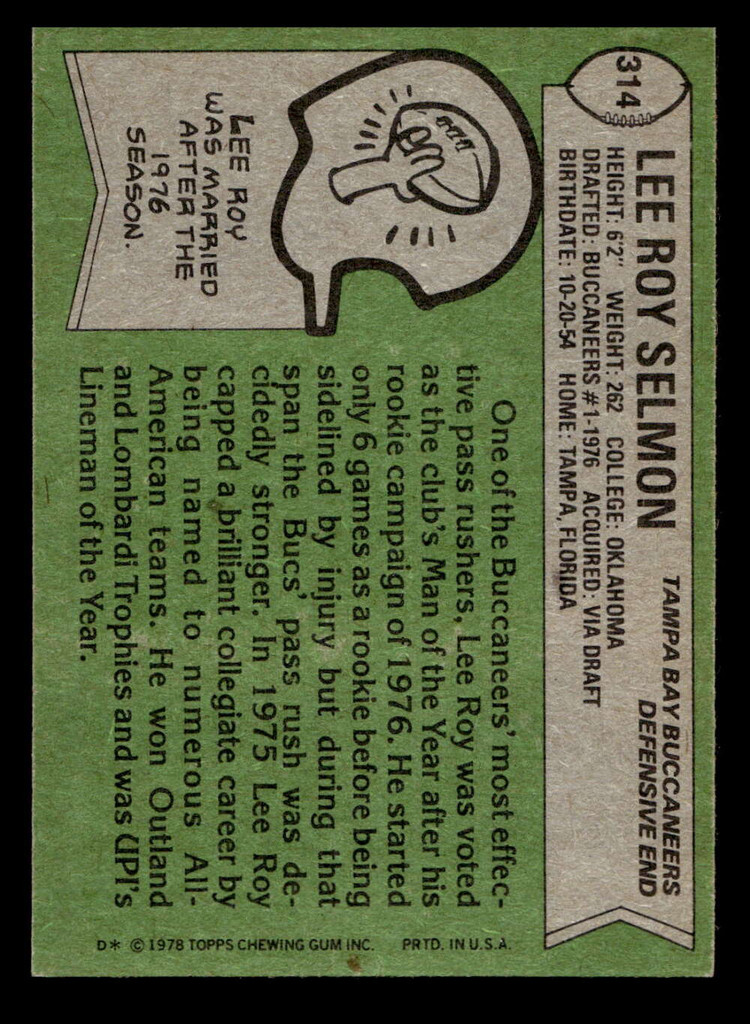 314
LEE ROY SELMON
TAMPA BAY BUCCANEERS
DEFENSIVE END
HEIGHT: 6'2" WEIGHT: 262 COLLEGE: OKLAHOMA
DRAFTED: BUCCANEERS #1-1976 ACQUIRED: VIA DRAFT
BIRTHDATE: 10-20-54 HOME: TAMPA, FLORIDA
LEE ROY
WAS MARRIED
AFTER THE
1976
SEASON.
One of the Buccaneers' most effec-
tive pass rushers, Lee Roy was voted
as the club's Man of the Year after his
rookie campaign of 1976. He started
only 6 games as a rookie before being
sidelined by injury but during that
span the Bucs' pass rush was de-
cidedly stronger. In 1975 Lee Roy
capped a brilliant collegiate career by
being named to numerous All-
American teams. He won Outland
and Lombardi Trophies and was UPI's
Lineman of the Year.
D* © 1978 TOPPS CHEWING GUM INC. PRTD. IN U.S.A.